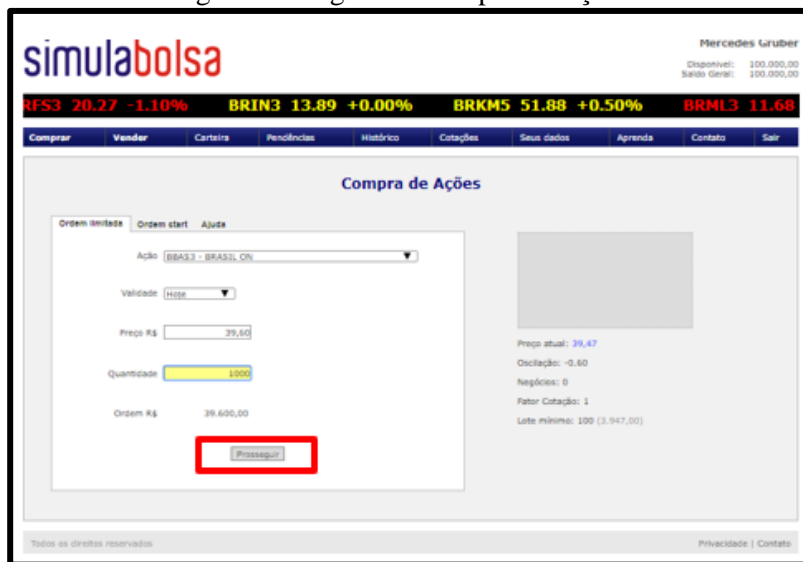 simulabolsa
Mercedes Gruber
Disponível: 100.000,00
Saldo Geral: 100.000,00
RFS3 20.27 -1.10% BRIN3 13.89 +0.00% BRKM5 51.88 +0.50% BRML3 11.68
Comprar Vender Carteira Pendências Histórico Cotações Seus dados Aprenda Contato Sair
Compra de Ações
Ordem limitada Ordem start Ajuda
Ação BBAS3 - BRASIL ON
Validade Hoje
Preço R$ 39,60
Quantidade 1000
Ordem R$ 39.600,00
Prosseguir
Preço atual: 39,47
Oscilação: -0.60
Negócios: 0
Fator Cotação: 1
Lote mínimo: 100 (3.947,00)
Todos os direitos reservados
Privacidade | Contato